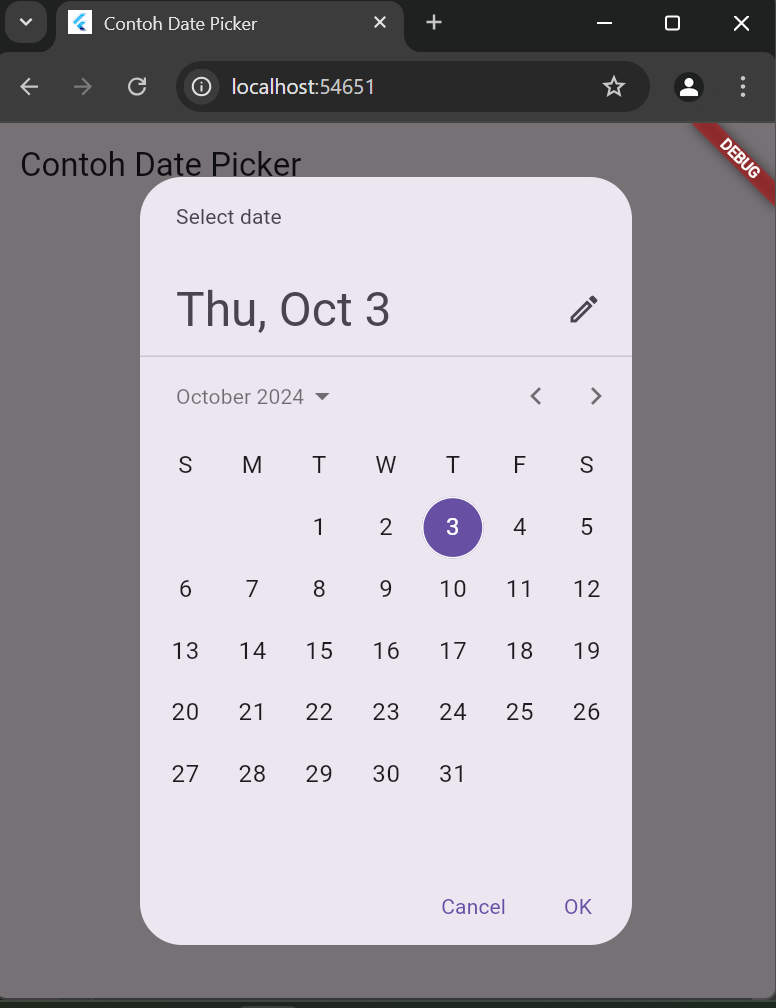 Contoh Date Picker
localhost:54651
DEBUG
Contoh Date Picker
Select date
Thu, Oct 3
October 2024
S M T W T F S
1 2 3 4 5
6 7 8 9 10 11 12
13 14 15 16 17 18 19
20 21 22 23 24 25 26
27 28 29 30 31
Cancel OK